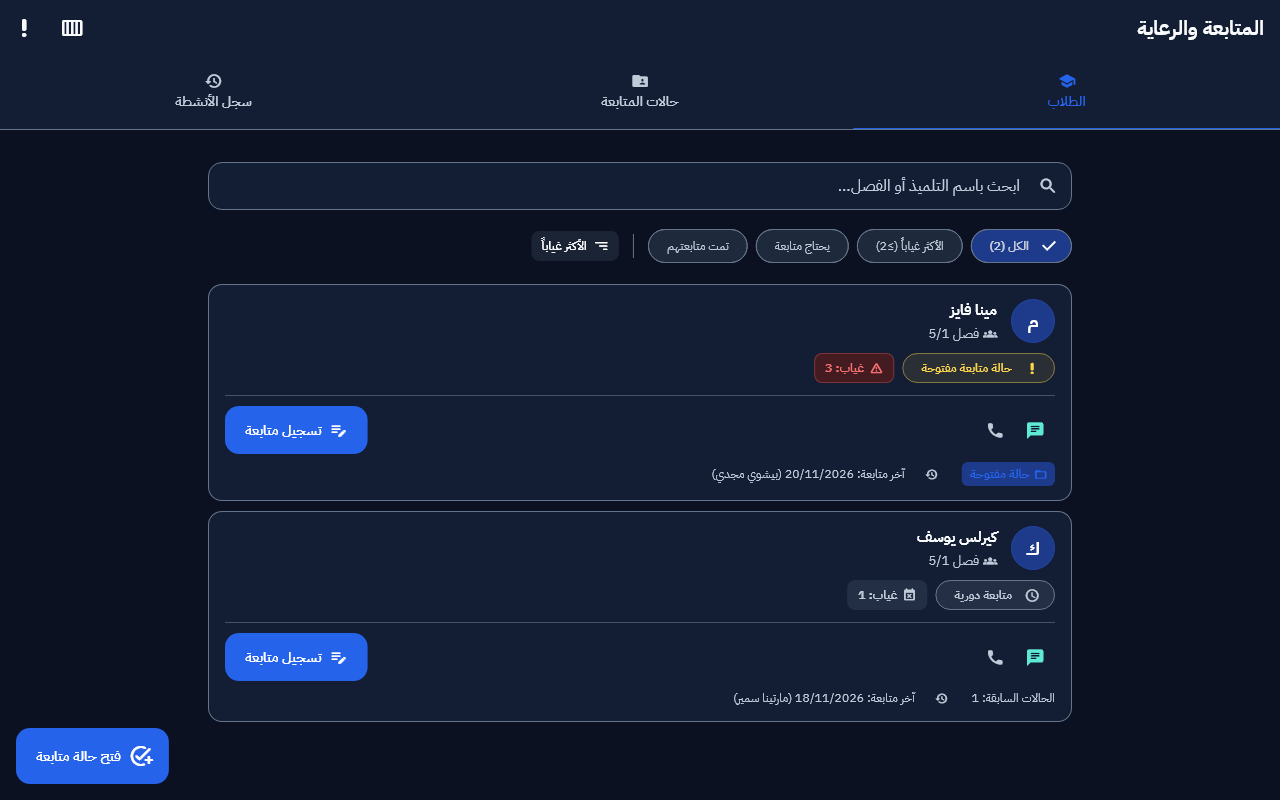 المتابعة والرعاية
الطلاب
حالات المتابعة
سجل الأنشطة
ابحث باسم التلميذ أو الفصل...
الكل (2)
الأكثر غياباً (≥2)
يحتاج متابعة
تمت متابعتهم
الأكثر غياباً
م
مينا فايز
فصل 5/1
حالة متابعة مفتوحة
غياب: 3
تسجيل متابعة
حالة مفتوحة
آخر متابعة: 20/11/2026 (بيشوي مجدي)
ك
كيرلس يوسف
فصل 5/1
متابعة دورية
غياب: 1
تسجيل متابعة
الحالات السابقة: 1
آخر متابعة: 18/11/2026 (مارتينا سمير)
فتح حالة متابعة